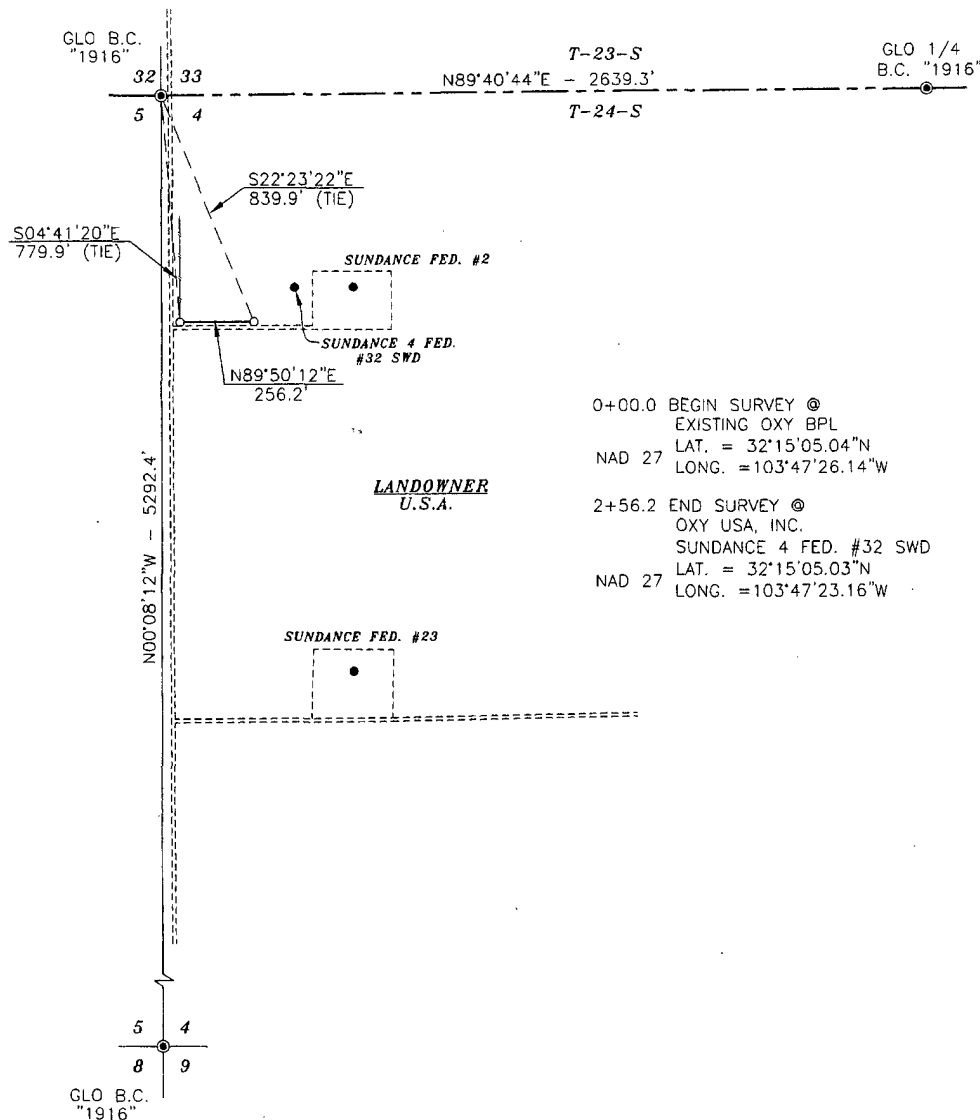 GLO B.C.
"1916"
32 33
5 4
T-23-S
N89°40'44"E - 2639.3'
T-24-S
GLO 1/4
B.C. "1916"
S22°23'22"E
839.9' (TIE)
S04°41'20"E
779.9' (TIE)
SUNDANCE FED. #2
SUNDANCE 4 FED.
#32 SWD
N89°50'12"E
256.2'
0+00.0 BEGIN SURVEY @
EXISTING OXY BPL
NAD 27 LAT. = 32°15'05.04"N
LONG. =103°47'26.14"W
2+56.2 END SURVEY @
OXY USA, INC.
SUNDANCE 4 FED. #32 SWD
NAD 27 LAT. = 32°15'05.03"N
LONG. =103°47'23.16"W
LANDOWNER
U.S.A.
N00°08'12"W - 5292.4'
SUNDANCE FED. #23
5 4
8 9
GLO B.C.
"1916"